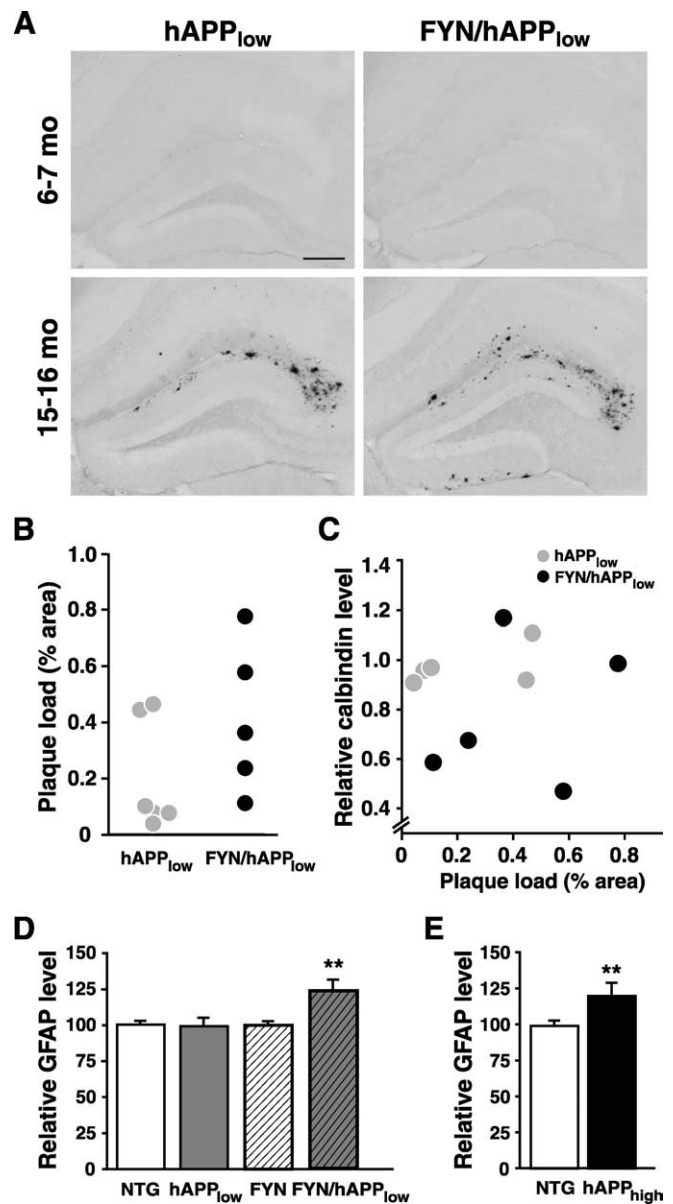 A
hAPPlow
FYN/hAPPlow
6-7 mo
15-16 mo
B
Plaque load (% area)
1.0
0.8
0.6
0.4
0.2
0
hAPPlow
FYN/hAPPlow
C
hAPPlow
FYN/hAPPlow
Relative calbindin level
1.4
1.2
1.0
0.8
0.6
0.4
0
0.2
0.4
0.6
0.8
Plaque load (% area)
D
Relative GFAP level
150
125
100
75
50
25
0
**
NTG
hAPPlow
FYN
FYN/hAPPlow
E
Relative GFAP level
150
125
100
75
50
25
0
**
NTG
hAPPhigh